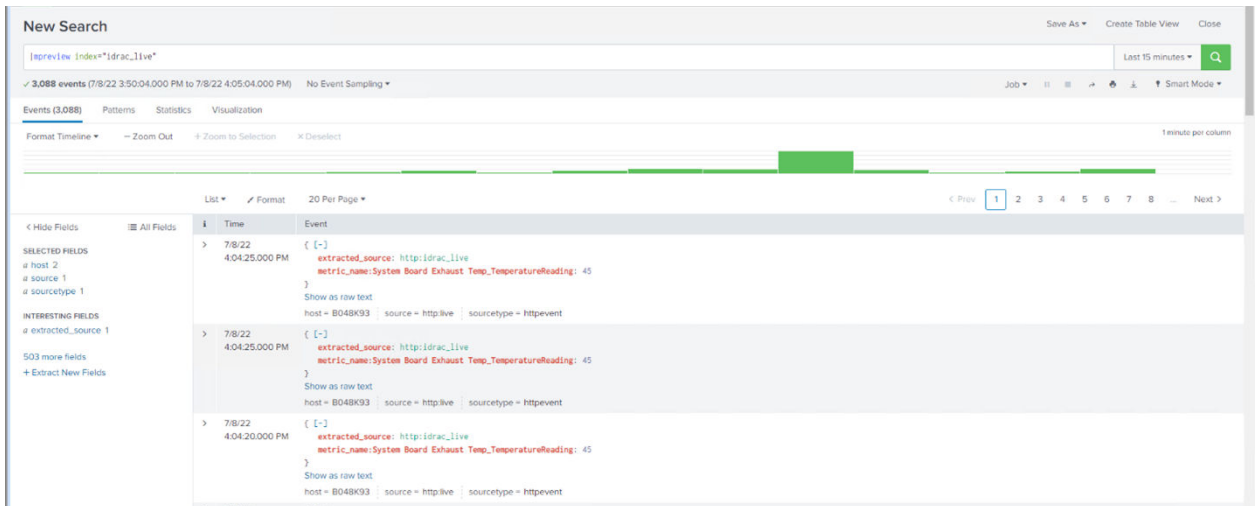 New Search
Save As ▾ Create Table View Close
|mpreview index="idrac_live"
Last 15 minutes ▾
✓ 3,088 events (7/8/22 3:50:04.000 PM to 7/8/22 4:05:04.000 PM) No Event Sampling ▾
Job ▾ Smart Mode ▾
Events (3,088) Patterns Statistics Visualization
Format Timeline ▾ − Zoom Out + Zoom to Selection × Deselect
1 minute per column
List ▾ Format 20 Per Page ▾
< Prev 1 2 3 4 5 6 7 8 ... Next >
< Hide Fields All Fields
i Time Event
SELECTED FIELDS
a host 2
a source 1
a sourcetype 1
INTERESTING FIELDS
a extracted_source 1
503 more fields
+ Extract New Fields
> 7/8/22
4:04:25.000 PM
{ [-]
extracted_source: http:idrac_live
metric_name:System Board Exhaust Temp_TemperatureReading: 45
}
Show as raw text
host = B048K93 source = http:live sourcetype = httpevent
> 7/8/22
4:04:25.000 PM
{ [-]
extracted_source: http:idrac_live
metric_name:System Board Exhaust Temp_TemperatureReading: 45
}
Show as raw text
host = B048K93 source = http:live sourcetype = httpevent
> 7/8/22
4:04:20.000 PM
{ [-]
extracted_source: http:idrac_live
metric_name:System Board Exhaust Temp_TemperatureReading: 45
}
Show as raw text
host = B048K93 source = http:live sourcetype = httpevent